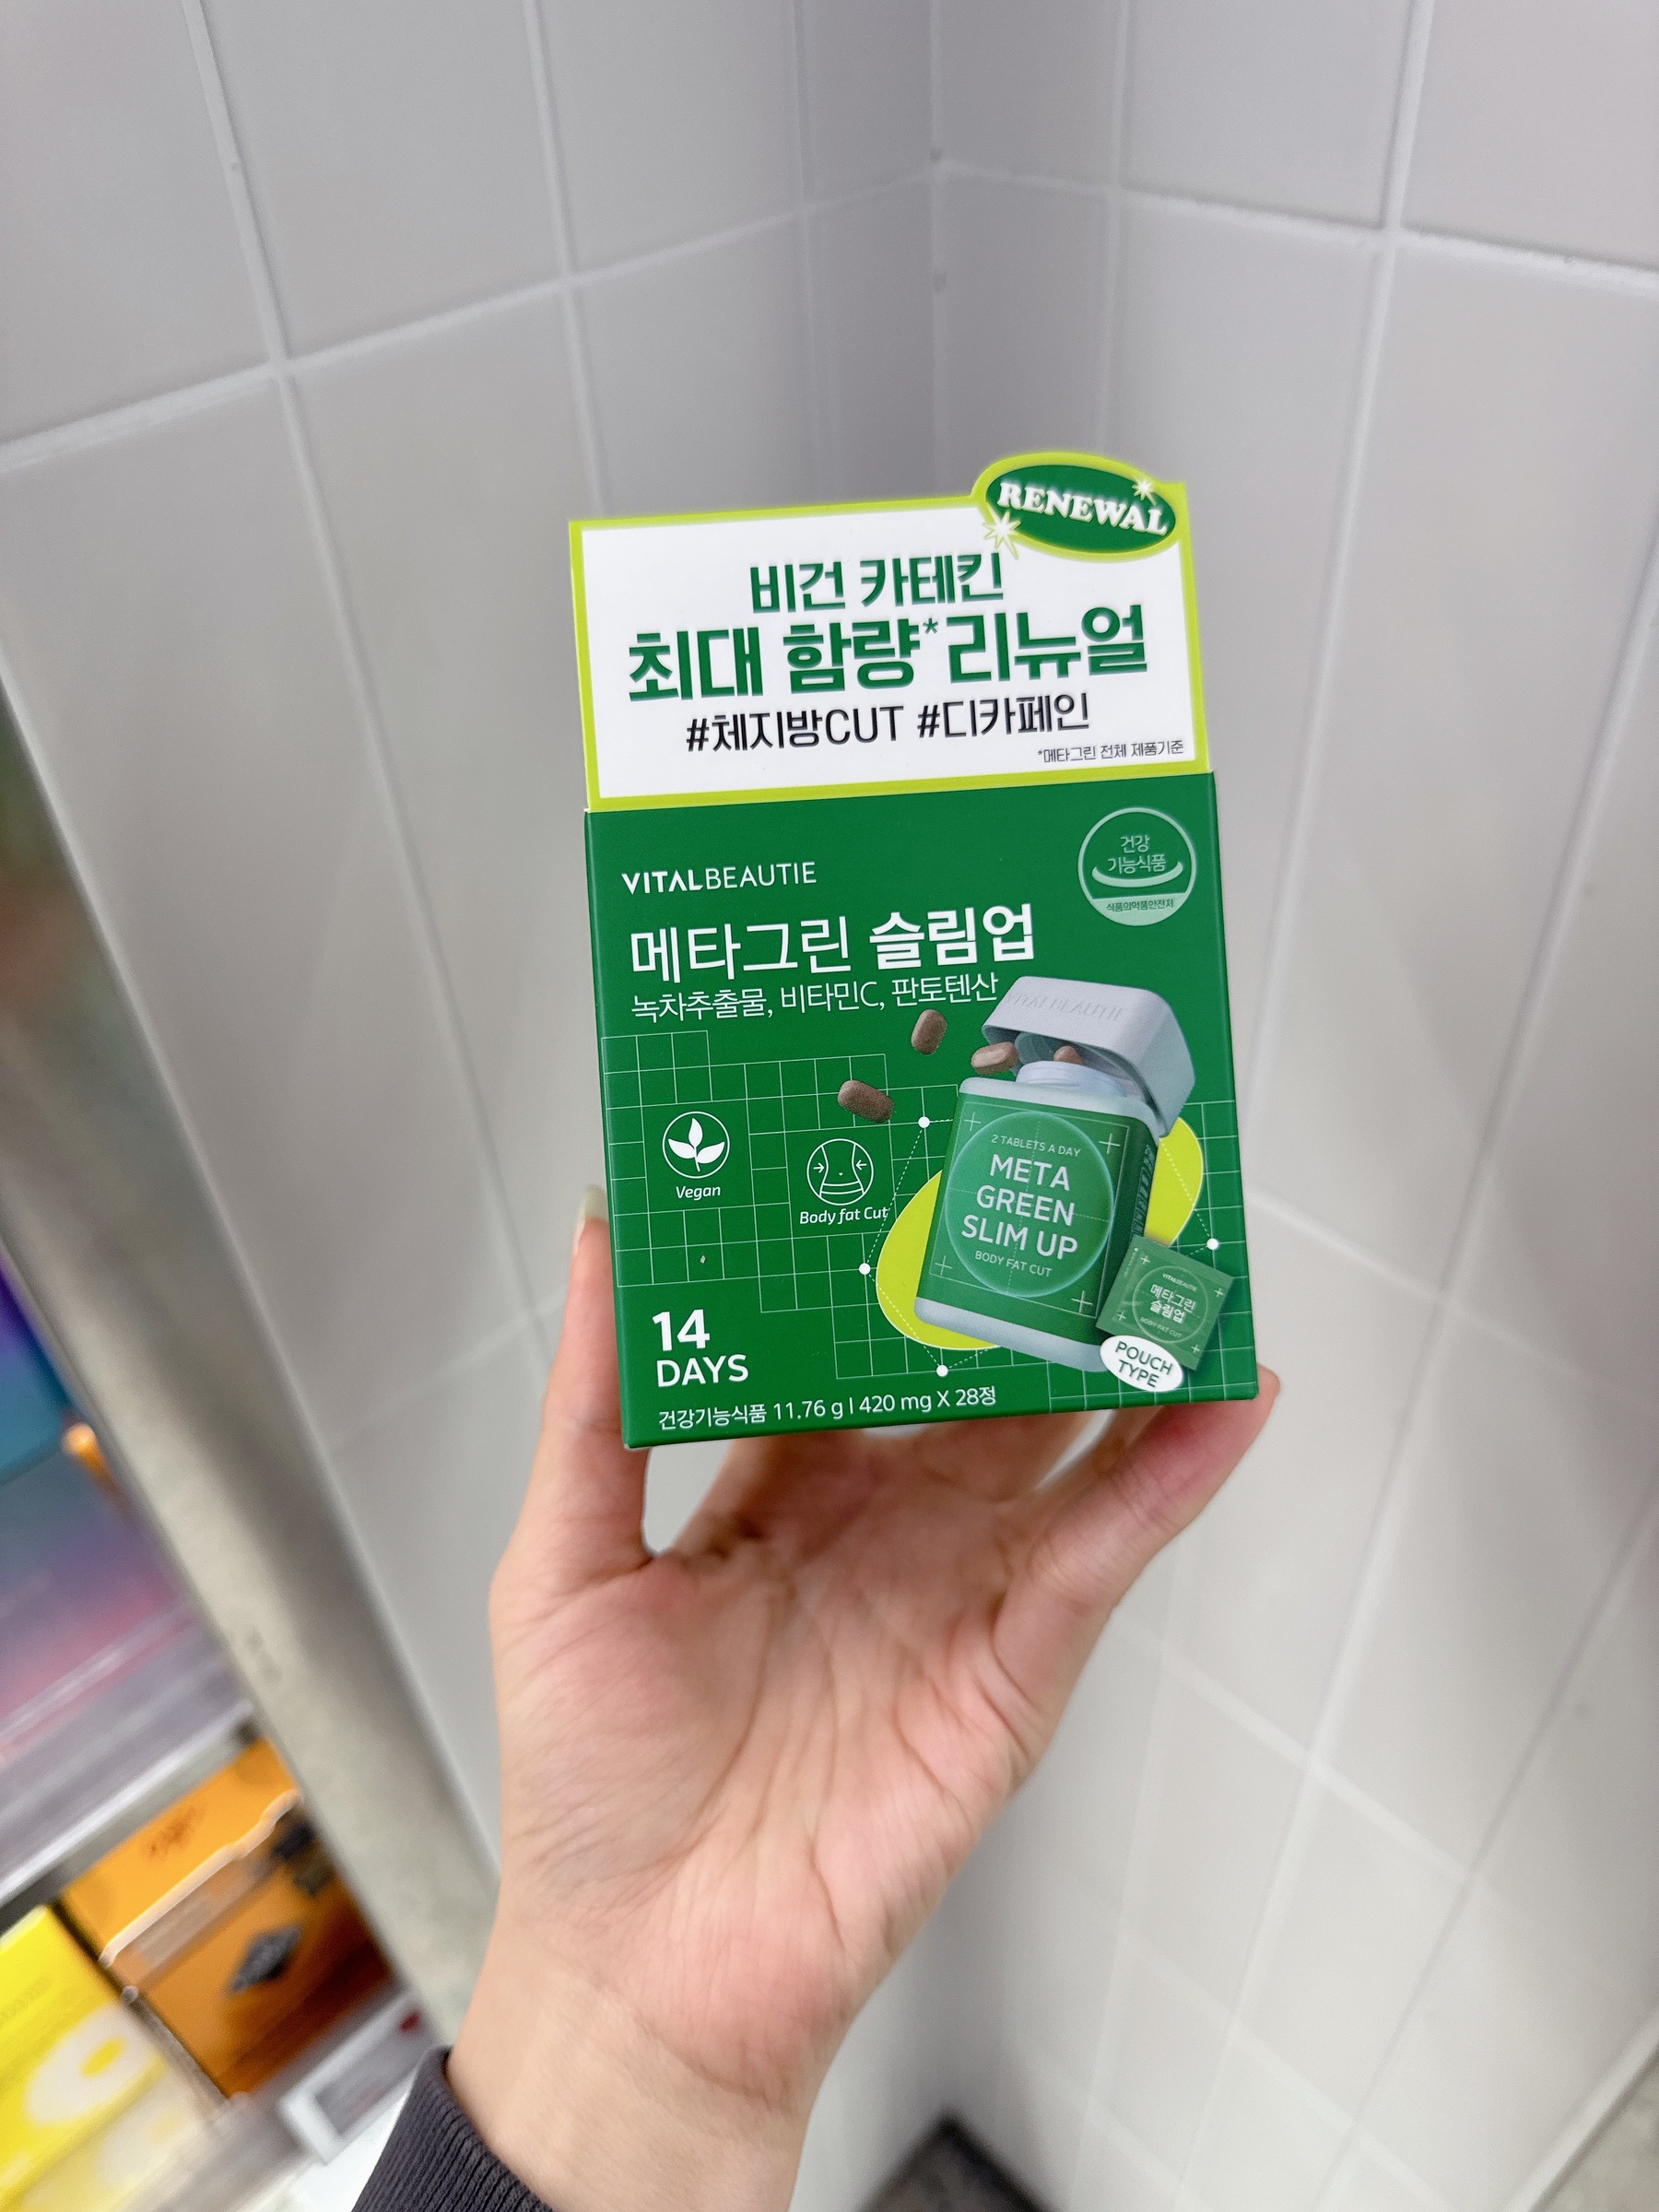 RENEWAL
비건 카테킨
최대 함량* 리뉴얼
#체지방CUT #디카페인
*메타그린 전체 제품기준
건강
기능식품
식품의약품안전처
VITALBEAUTIE
메타그린 슬림업
녹차추출물, 비타민C, 판토텐산
VITALBEAUTIE
2 TABLETS A DAY
META
GREEN
SLIM UP
BODY FAT CUT
Vegan
Body fat Cut
VITALBEAUTIE
메타그린
슬림업
BODY FAT CUT
POUCH
TYPE
14
DAYS
건강기능식품 11.76 g | 420 mg X 28정